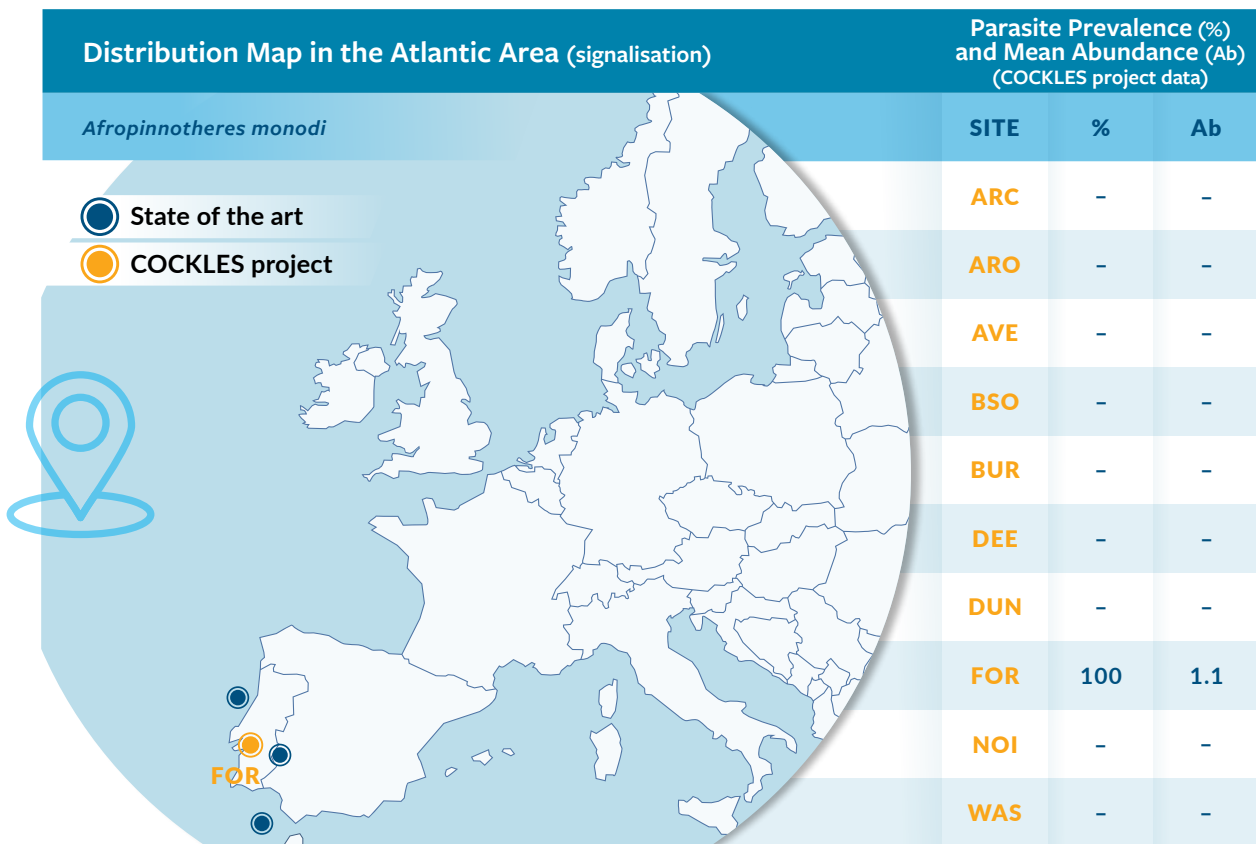 Distribution Map in the Atlantic Area (signalisation)
Parasite Prevalence (%)
and Mean Abundance (Ab)
(COCKLES project data)
Afropinnotheres monodi
SITE % Ab
State of the art
COCKLES project
FOR
ARC – –
ARO – –
AVE – –
BSO – –
BUR – –
DEE – –
DUN – –
FOR 100 1.1
NOI – –
WAS – –